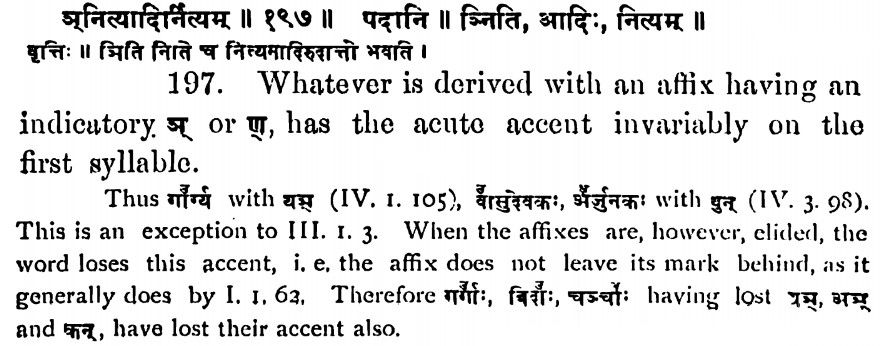 ञ्नित्यादिर्नित्यम् ॥ १९७ ॥ पदानि ॥ ञ्निति, आदिः, नित्यम् ॥
वृत्तिः ॥ ञिति निति च नित्यमादिरुदात्तो भवति ।
197. Whatever is derived with an affix having an
indicatory ञ् or ण्, has the acute accent invariably on the
first syllable.
Thus गा॑र्ग्य with यञ् (IV. 1. 105), वा॑सुदेवकः, अ॑र्जुनकः with वुन् (IV. 3. 98).
This is an exception to III. 1. 3. When the affixes are, however, elided, the
word loses this accent, i. e. the affix does not leave its mark behind, as it
generally does by I. 1, 62. Therefore गर्गा॑ः, बिदा॑ः, चञ्चा॑ः having lost यञ्, अञ्
and कन्, have lost their accent also.